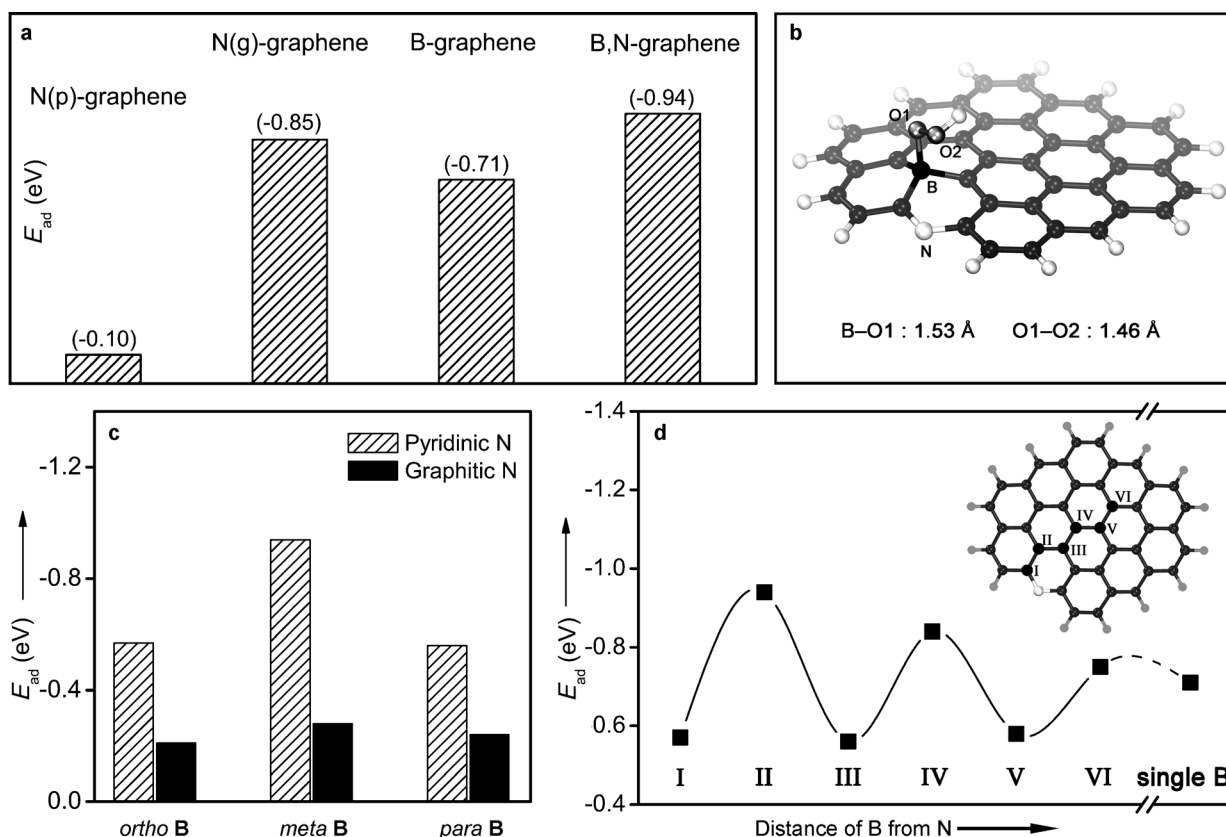 a
N(p)-graphene
N(g)-graphene
B-graphene
B,N-graphene
(-0.10)
(-0.85)
(-0.71)
(-0.94)
E_ad (eV)
b
O1
O2
B
N
B–O1 : 1.53 Å O1–O2 : 1.46 Å
c
Pyridinic N
Graphitic N
-1.2
-0.8
-0.4
0.0
E_ad (eV)
ortho B meta B para B
d
-1.4
-1.2
-1.0
-0.8
0.6
-0.4
E_ad (eV)
VI
IV
V
II
III
I
I II III IV V VI single B
Distance of B from N